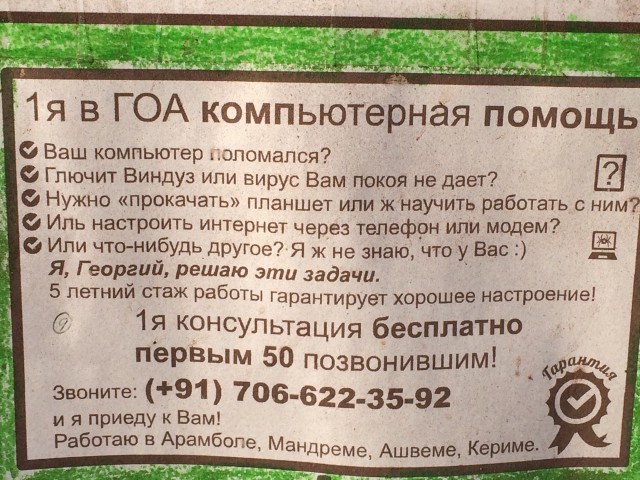 1я в ГОА компьютерная помощь
Ваш компьютер поломался?
Глючит Виндуз или вирус Вам покоя не дает?
Нужно «прокачать» планшет или ж научить работать с ним?
Иль настроить интернет через телефон или модем?
Или что-нибудь другое? Я ж не знаю, что у Вас :)
Я, Георгий, решаю эти задачи.
5 летний стаж работы гарантирует хорошее настроение!
1я консультация бесплатно
первым 50 позвонившим!
Гарантия
Звоните: (+91) 706-622-35-92
и я приеду к Вам!
Работаю в Арамболе, Мандреме, Ашвеме, Кериме.